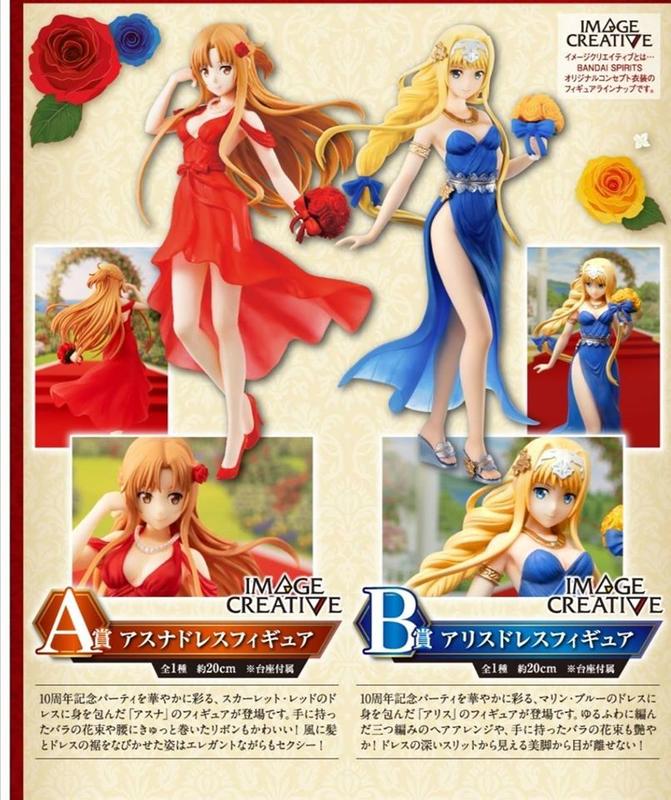 IMAGE
CREATIVE
イメージクリエイティブとは…
BANDAI SPIRITS
オリジナルコンセプト衣装の
フィギュアラインナップです。
IMAGE
CREATIVE
A賞 アスナドレスフィギュア
全1種 約20cm ※台座付属
10周年記念パーティを華やかに彩る、スカーレット・レッドのド
レスに身を包んだ「アスナ」のフィギュアが登場です。手に持っ
たバラの花束や腰にきゅっと巻いたリボンもかわいい!風に髪
とドレスの裾をなびかせた姿はエレガントながらもセクシー!
IMAGE
CREATIVE
B賞 アリスドレスフィギュア
全1種 約20cm ※台座付属
10周年記念パーティを華やかに彩る、マリン・ブルーのドレスに
身を包んだ「アリス」のフィギュアが登場です。ゆるふわに編ん
だ三つ編みのヘアアレンジや、手に持ったバラの花束も艶や
か!ドレスの深いスリットから見える美脚から目が離せない!